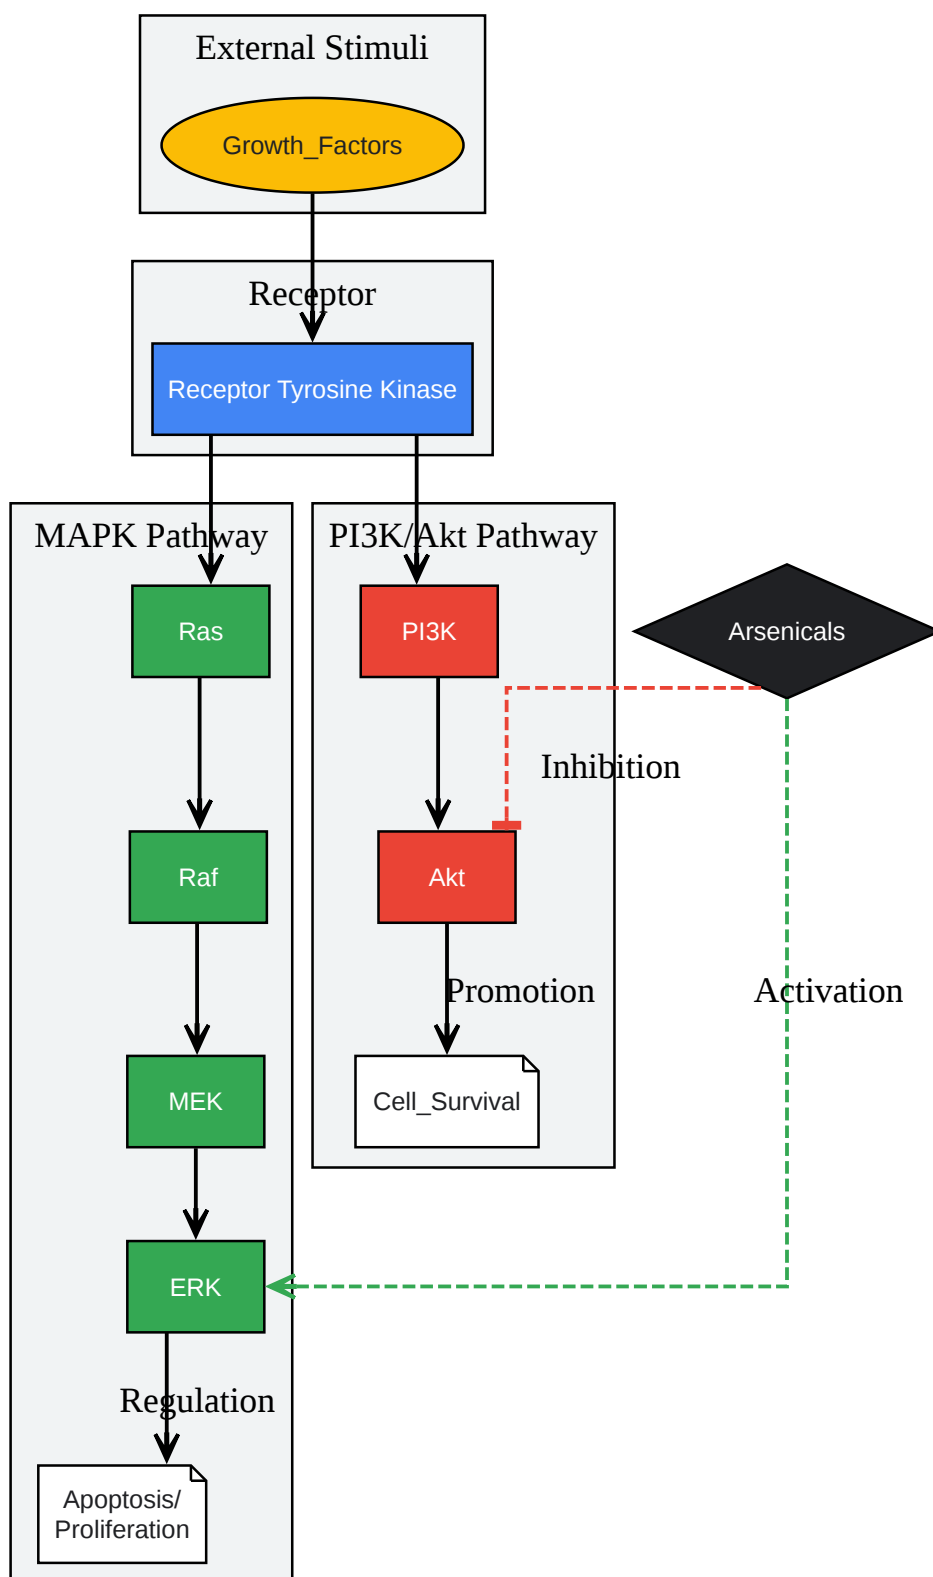 External Stimuli
Growth_Factors
Receptor
Receptor Tyrosine Kinase
MAPK Pathway
PI3K/Akt Pathway
Ras
PI3K
Arsenicals
Inhibition
Raf
Akt
Promotion
Activation
MEK
Cell_Survival
ERK
Regulation
Apoptosis/
Proliferation